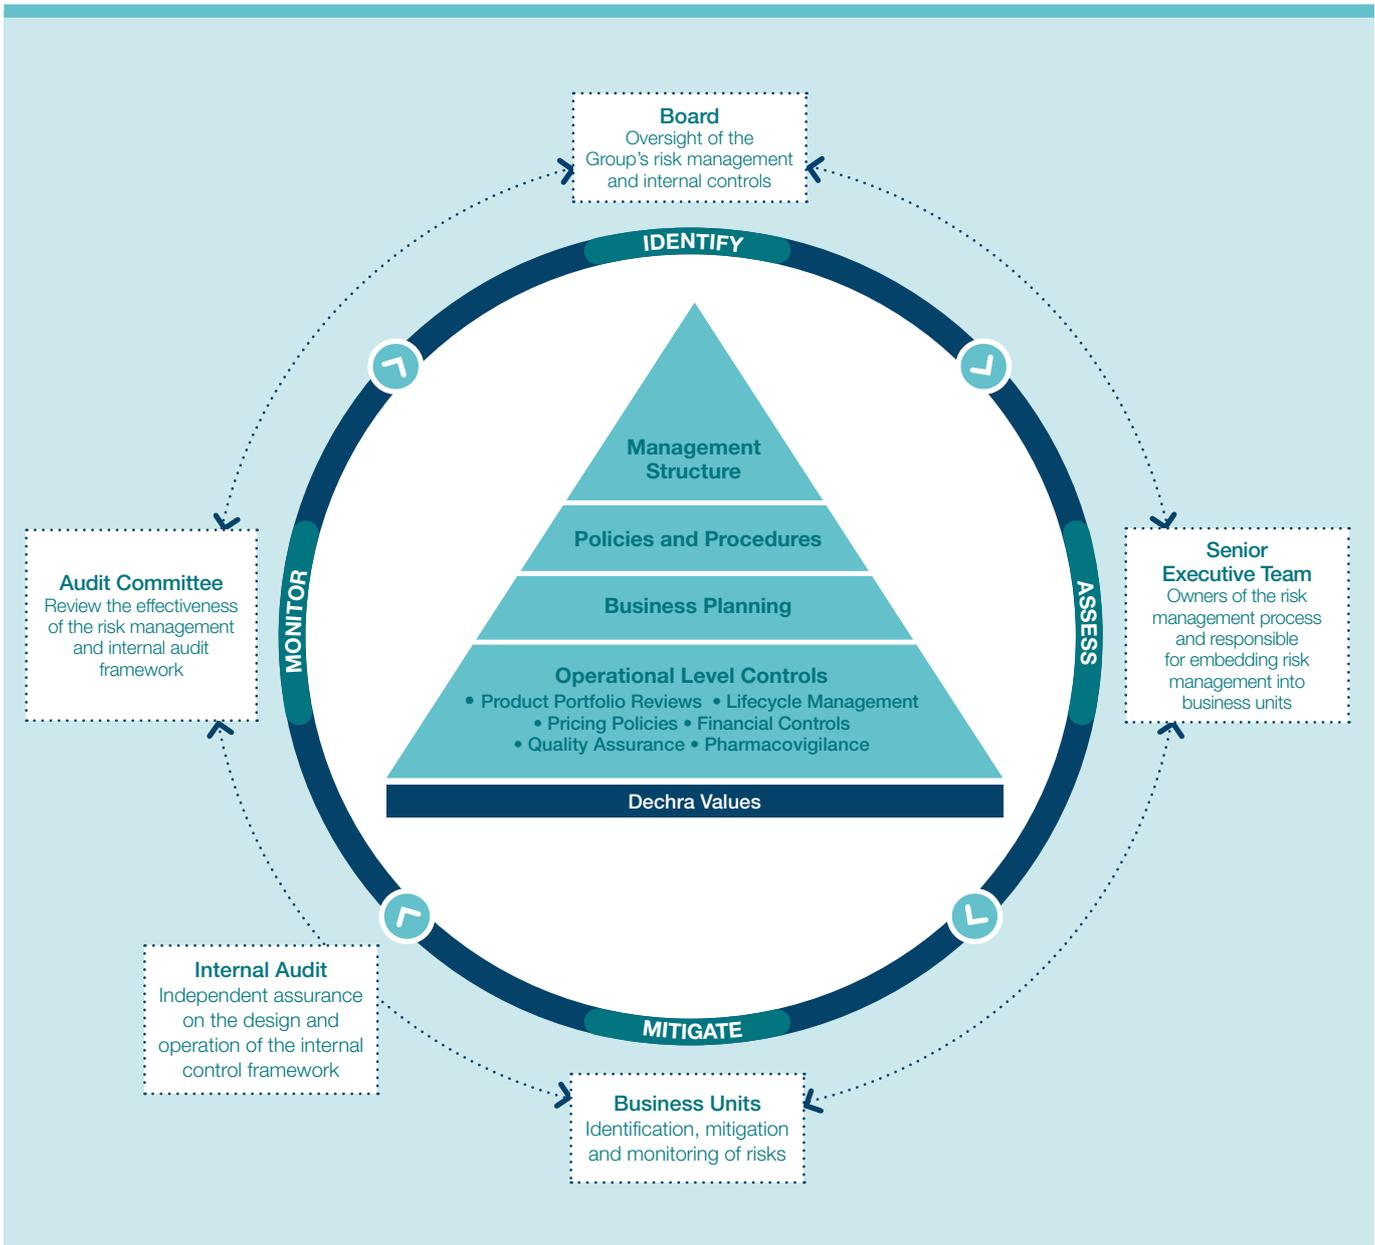 Board
Oversight of the
Group’s risk management
and internal controls
IDENTIFY
Management
Structure
Policies and Procedures
Business Planning
Operational Level Controls
• Product Portfolio Reviews • Lifecycle Management
• Pricing Policies • Financial Controls
• Quality Assurance • Pharmacovigilance
Dechra Values
MONITOR
ASSESS
Audit Committee
Review the effectiveness
of the risk management
and internal audit
framework
Senior
Executive Team
Owners of the risk
management process
and responsible
for embedding risk
management into
business units
Internal Audit
Independent assurance
on the design and
operation of the internal
control framework
MITIGATE
Business Units
Identification, mitigation
and monitoring of risks